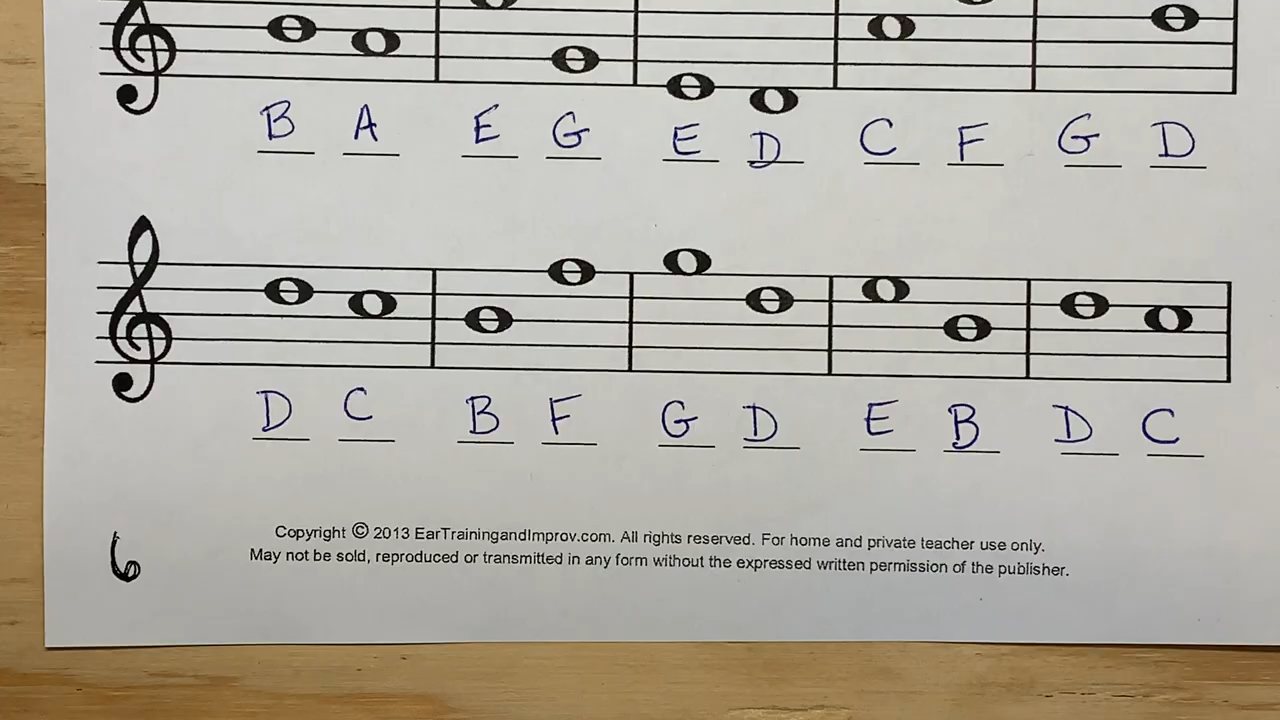 B A E G E D C F G D
D C B F G D E B D C
Copyright © 2013 EarTrainingandImprov.com. All rights reserved. For home and private teacher use only.
May not be sold, reproduced or transmitted in any form without the expressed written permission of the publisher.
6